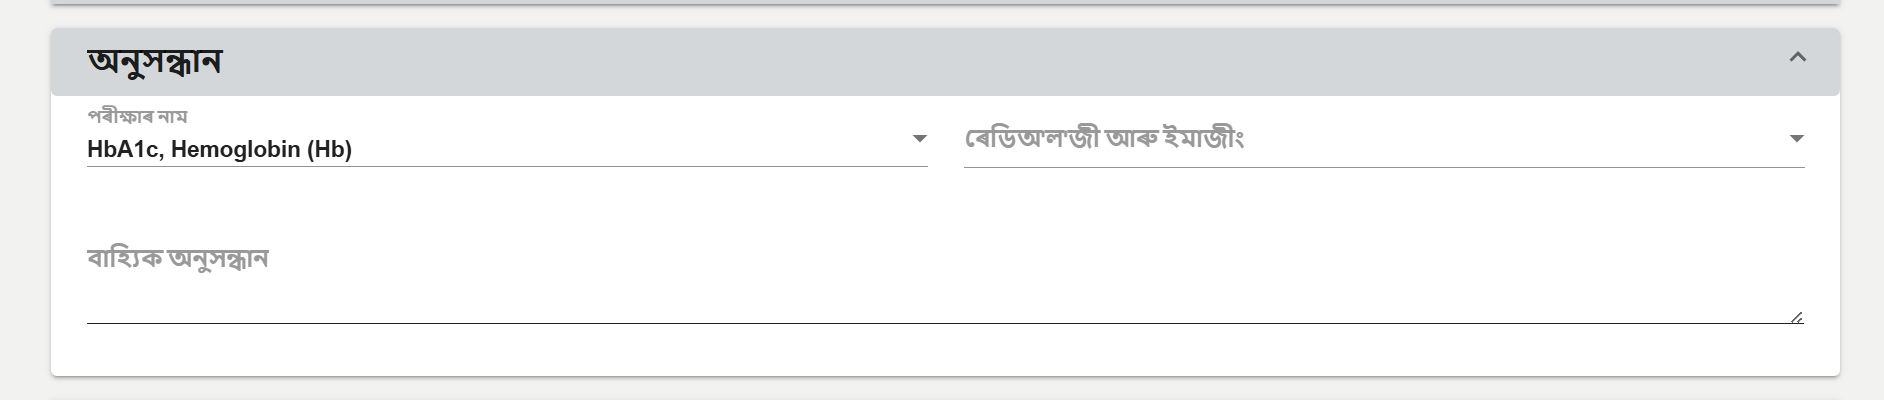 অনুসন্ধান
পৰীক্ষাৰ নাম
HbA1c, Hemoglobin (Hb)
ৰেডিঅ'ল'জী আৰু ইমাজীং
বাহ্যিক অনুসন্ধান